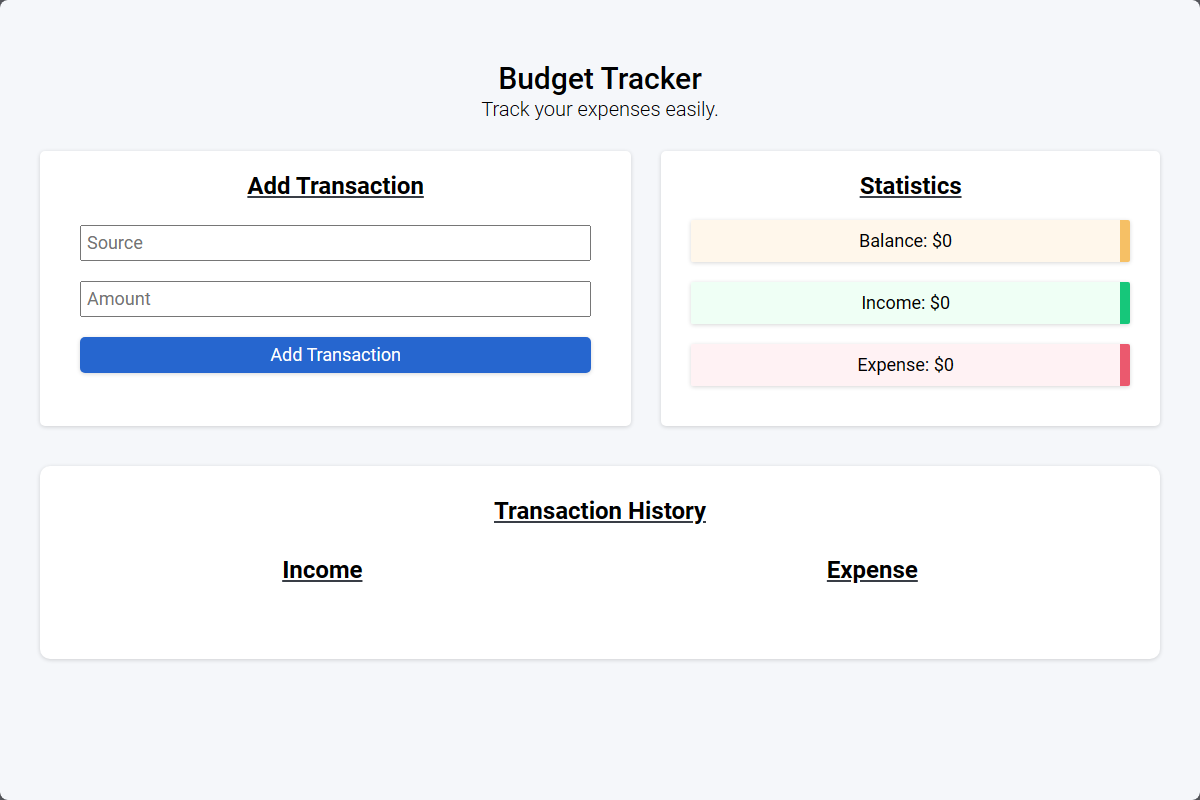 Budget Tracker
Track your expenses easily.
Add Transaction
Source
Amount
Add Transaction
Statistics
Balance: $0
Income: $0
Expense: $0
Transaction History
Income
Expense